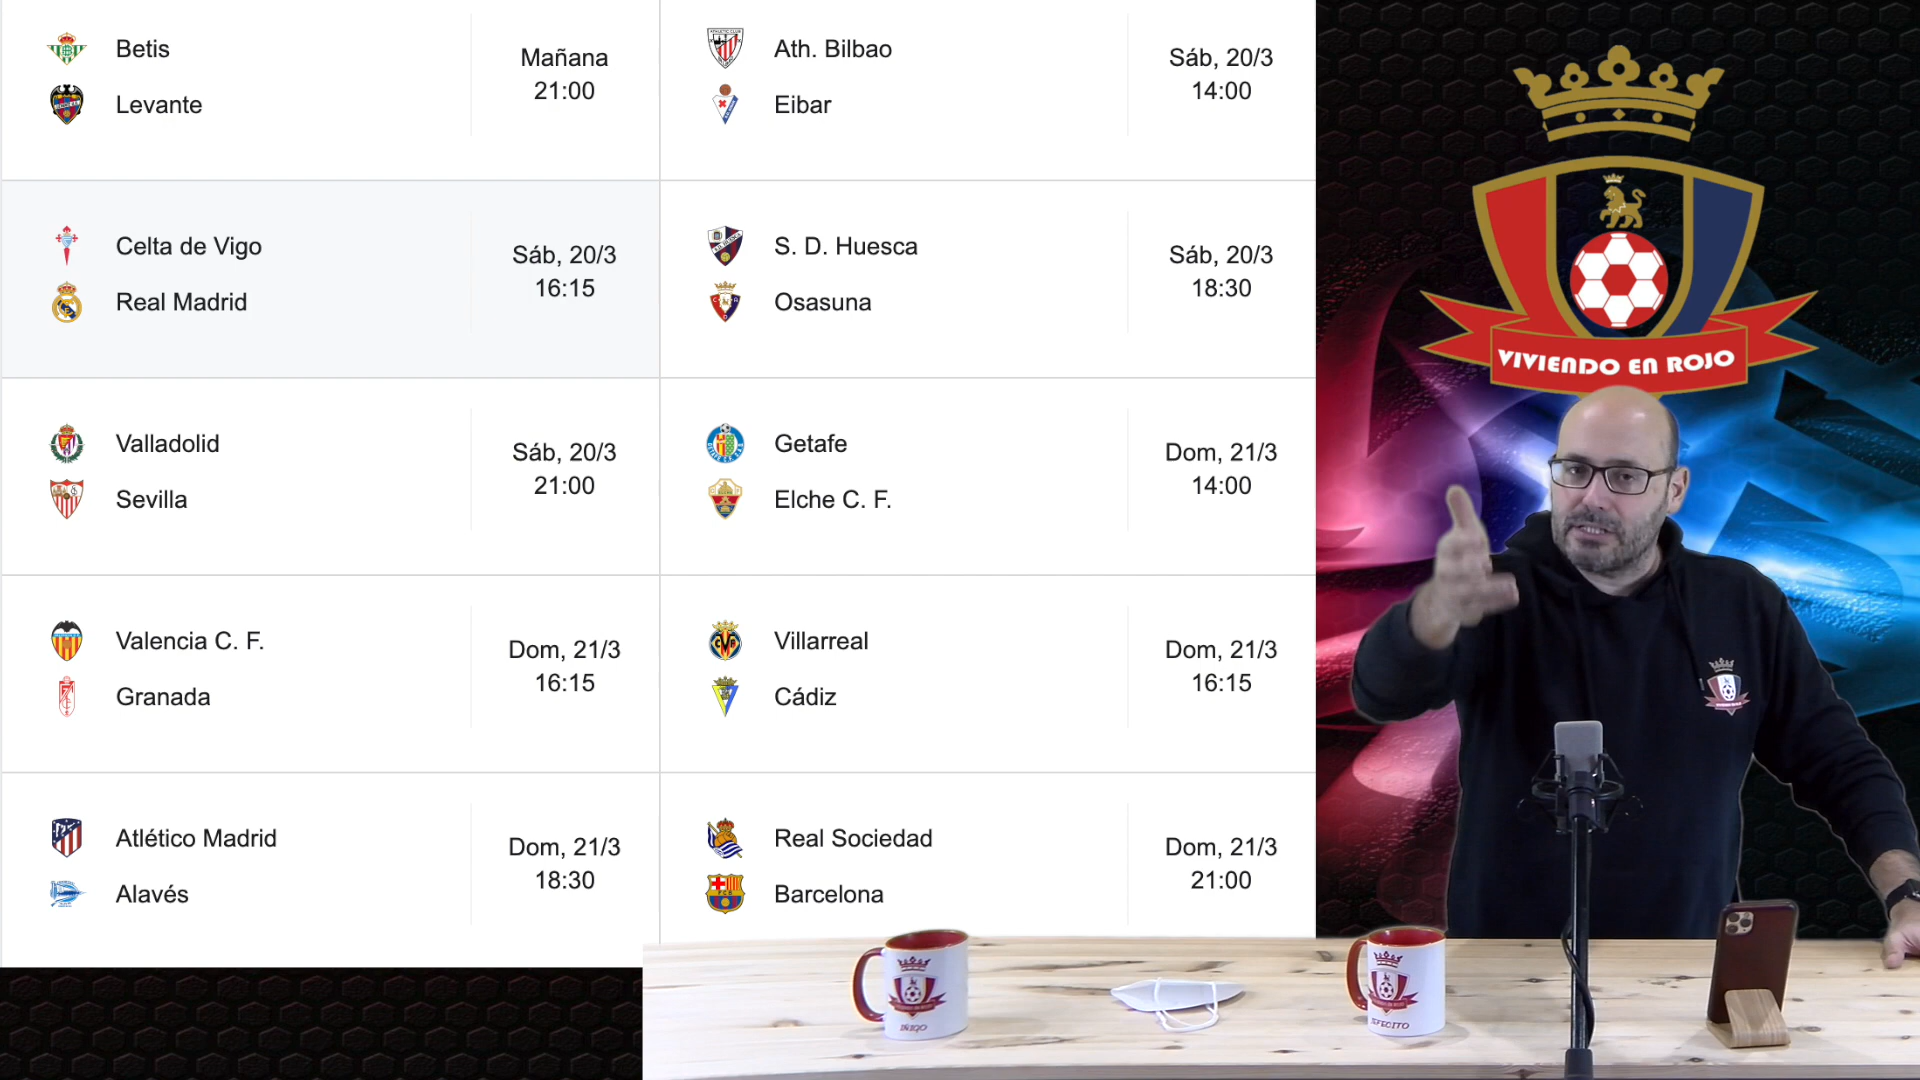 Betis
Levante
Mañana
21:00
Ath. Bilbao
Eibar
Sáb, 20/3
14:00
Celta de Vigo
Real Madrid
Sáb, 20/3
16:15
S. D. Huesca
Osasuna
Sáb, 20/3
18:30
Valladolid
Sevilla
Sáb, 20/3
21:00
Getafe
Elche C. F.
Dom, 21/3
14:00
Valencia C. F.
Granada
Dom, 21/3
16:15
Villarreal
Cádiz
Dom, 21/3
16:15
Atlético Madrid
Alavés
Dom, 21/3
18:30
Real Sociedad
Barcelona
Dom, 21/3
21:00
VIVIENDO EN ROJO
IÑIGO